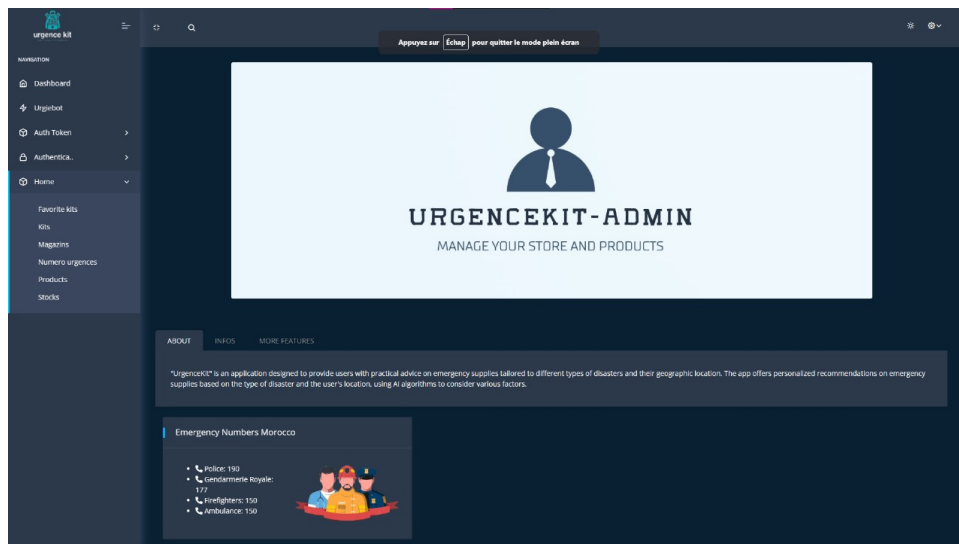 urgence kit
NAVIGATION
Dashboard
Urgiebot
Auth Token
Authentica..
Home
Favorite kits
Kits
Magazins
Numero urgences
Products
Stocks
Appuyez sur Échap pour quitter le mode plein écran
URGENCEKIT-ADMIN
MANAGE YOUR STORE AND PRODUCTS
ABOUT INFOS MORE FEATURES
"UrgenceKit" is an application designed to provide users with practical advice on emergency supplies tailored to different types of disasters and their geographic location. The app offers personalized recommendations on emergency
supplies based on the type of disaster and the user's location, using AI algorithms to consider various factors.
Emergency Numbers Morocco
Police: 190
Gendarmerie Royale:
177
Firefighters: 150
Ambulance: 150